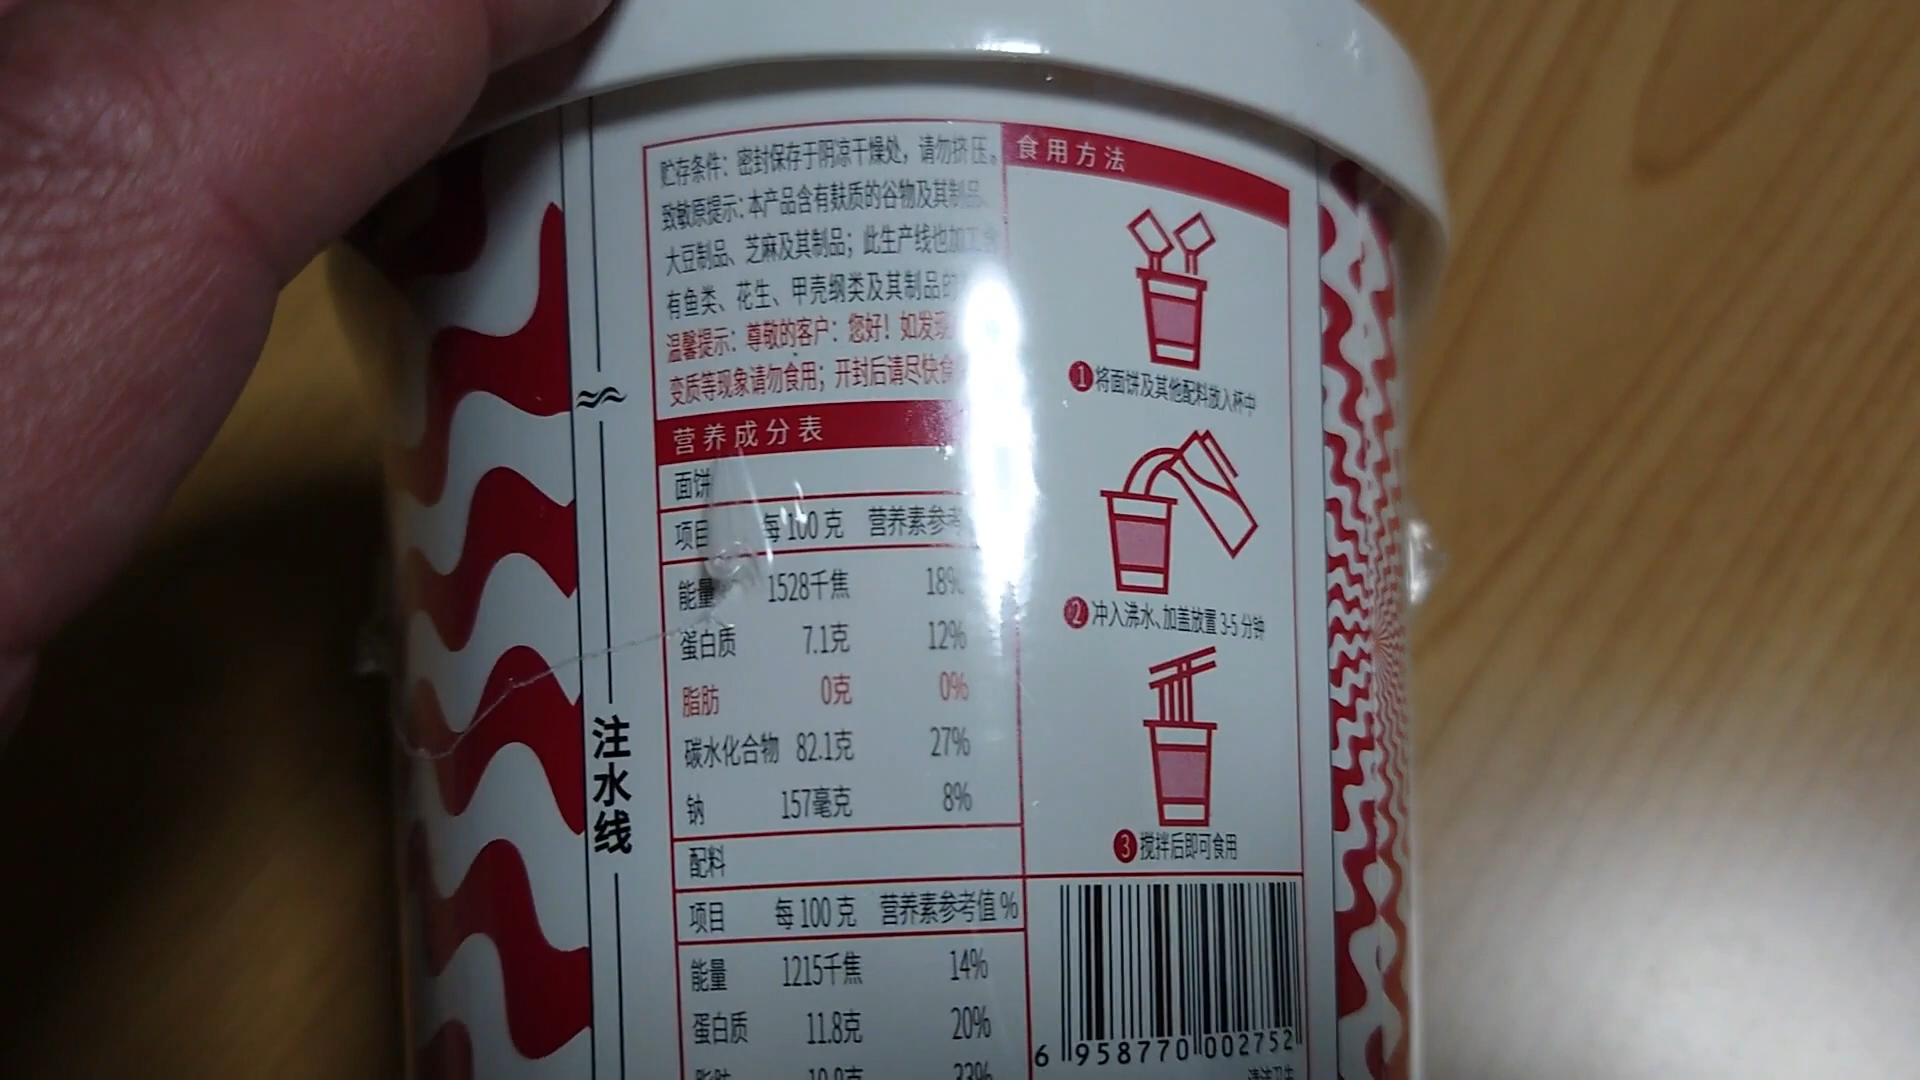 贮存条件：密封保存于阴凉干燥处，请勿挤压。
致敏原提示：本产品含有麸质的谷物及其制品、
大豆制品、芝麻及其制品；此生产线也加工含
有鱼类、花生、甲壳纲类及其制品的
温馨提示：尊敬的客户：您好！如发现
变质等现象请勿食用；开封后请尽快食
营养成分表
面饼
项目 每100克 营养素参考
能量 1528千焦 18%
蛋白质 7.1克 12%
脂肪 0克 0%
碳水化合物 82.1克 27%
钠 157毫克 8%
配料
项目 每100克 营养素参考值%
能量 1215千焦 14%
蛋白质 11.8克 20%
脂肪
食用方法
1将面饼及其他配料放入杯中
2冲入沸水、加盖放置3-5分钟
3搅拌后即可食用
6 958770 002752
注水线